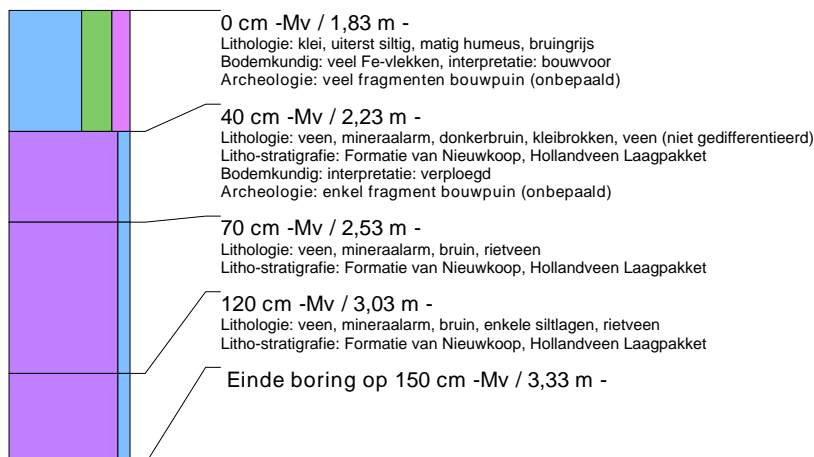 0 cm -Mv / 1,83 m -
Lithologie: klei, uiterst siltig, matig humeus, bruingrijs
Bodemkundig: veel Fe-vlekken, interpretatie: bouwvoor
Archeologie: veel fragmenten bouwpuin (onbepaald)
40 cm -Mv / 2,23 m -
Lithologie: veen, mineraalarm, donkerbruin, kleibrokken, veen (niet gedifferentieerd)
Litho-stratigrafie: Formatie van Nieuwkoop, Hollandveen Laagpakket
Bodemkundig: interpretatie: verploegd
Archeologie: enkel fragment bouwpuin (onbepaald)
70 cm -Mv / 2,53 m -
Lithologie: veen, mineraalarm, bruin, rietveen
Litho-stratigrafie: Formatie van Nieuwkoop, Hollandveen Laagpakket
120 cm -Mv / 3,03 m -
Lithologie: veen, mineraalarm, bruin, enkele siltlagen, rietveen
Litho-stratigrafie: Formatie van Nieuwkoop, Hollandveen Laagpakket
Einde boring op 150 cm -Mv / 3,33 m -